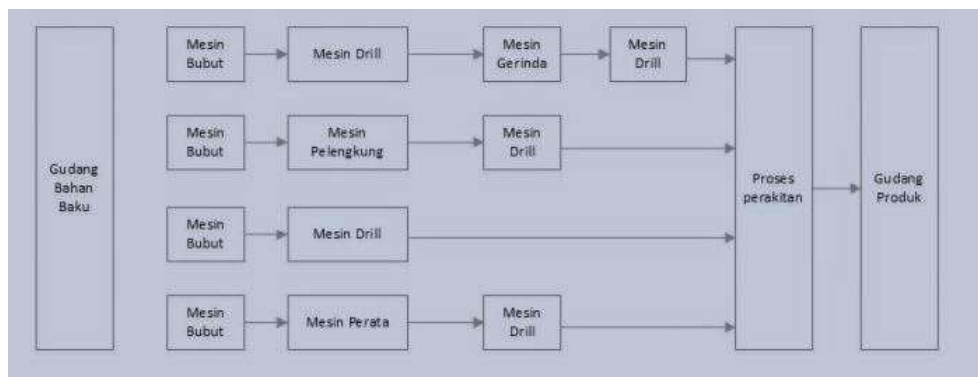 Gudang
Bahan
Baku
Mesin
Bubut
Mesin Drill
Mesin
Gerinda
Mesin
Drill
Mesin
Bubut
Mesin
Pelengkung
Mesin
Drill
Mesin
Bubut
Mesin Drill
Mesin
Bubut
Mesin Perata
Mesin
Drill
Proses
perakitan
Gudang
Produk